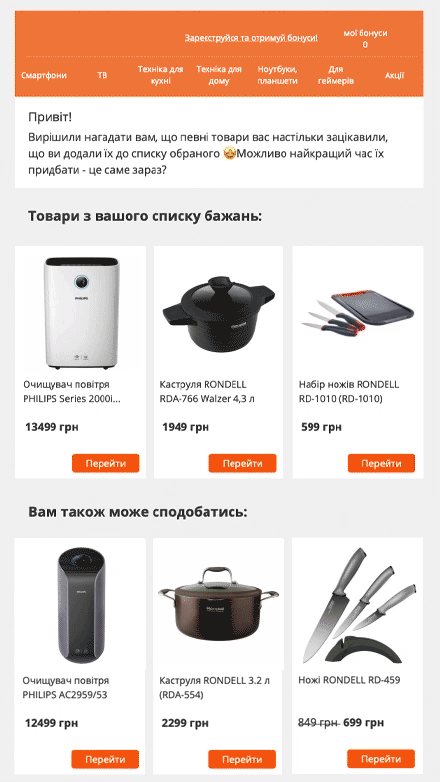 Зареєструйся та отримуй бонуси!
мої бонуси
0
Смартфони
ТВ
Техніка для кухні
Техніка для дому
Ноутбуки, планшети
Для геймерів
Акції
Привіт!
Вирішили нагадати вам, що певні товари вас настільки зацікавили,
що ви додали їх до списку обраного 🤩Можливо найкращий час їх
придбати - це саме зараз?
Товари з вашого списку бажань:
PHILIPS
Очищувач повітря
PHILIPS Series 2000i...
13499 грн
Перейти
Каструля RONDELL
RDA-766 Walzer 4,3 л
1949 грн
Перейти
Набір ножів RONDELL
RD-1010 (RD-1010)
599 грн
Перейти
Вам також може сподобатись:
Очищувач повітря
PHILIPS AC2959/53
12499 грн
Перейти
Каструля RONDELL 3.2 л
(RDA-554)
2299 грн
Перейти
Ножі RONDELL RD-459
849 грн 699 грн
Перейти